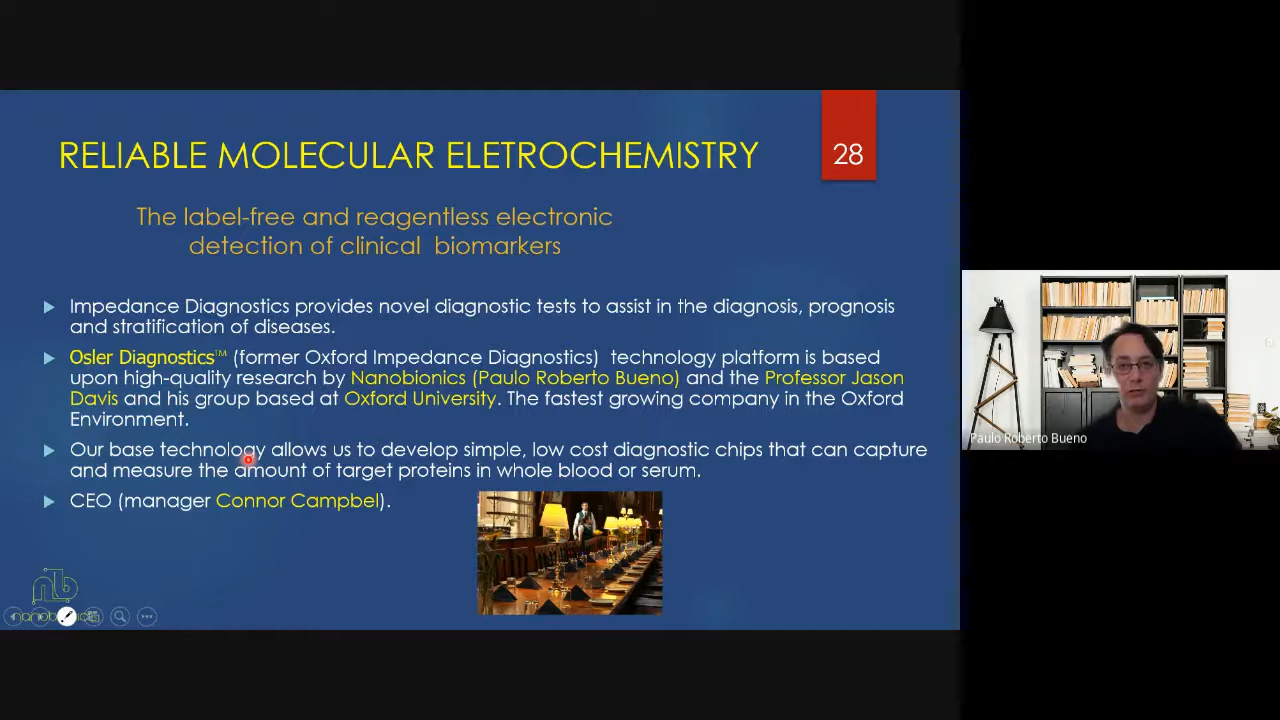 RELIABLE MOLECULAR ELETROCHEMISTRY
28
The label-free and reagentless electronic
detection of clinical biomarkers
Impedance Diagnostics provides novel diagnostic tests to assist in the diagnosis, prognosis
and stratification of diseases.
Osler Diagnostics™ (former Oxford Impedance Diagnostics) technology platform is based
upon high-quality research by Nanobionics (Paulo Roberto Bueno) and the Professor Jason
Davis and his group based at Oxford University. The fastest growing company in the Oxford
Environment.
Our base technology allows us to develop simple, low cost diagnostic chips that can capture
and measure the amount of target proteins in whole blood or serum.
CEO (manager Connor Campbel).
nb
Paulo Roberto Bueno